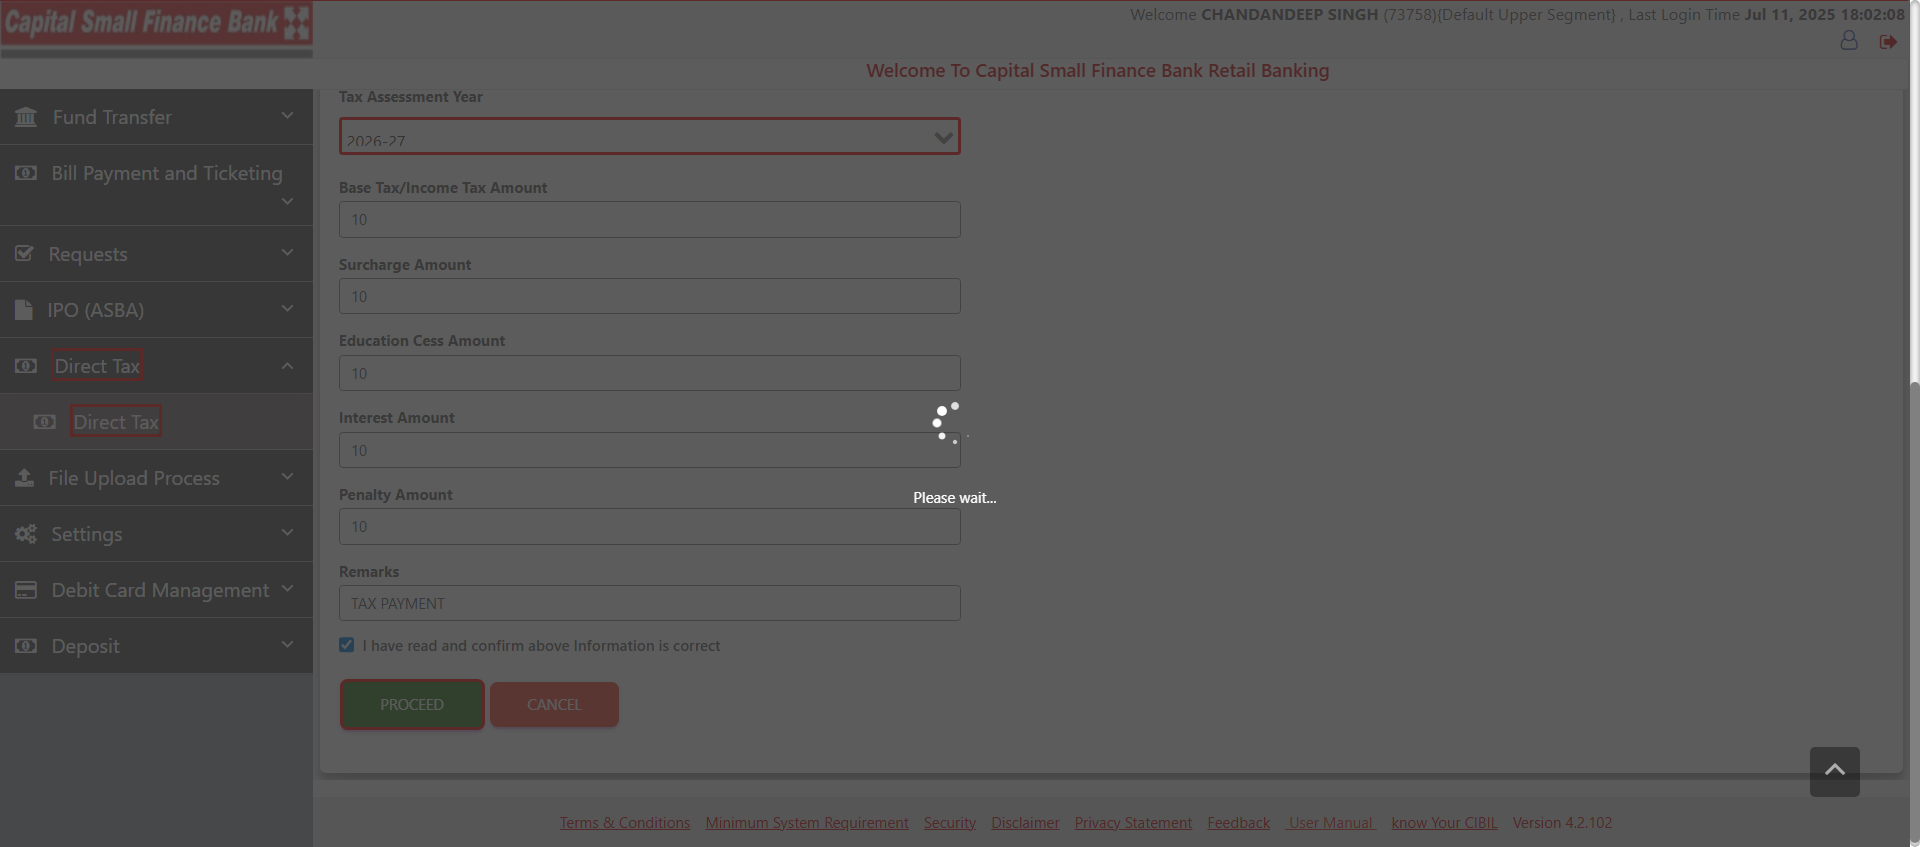 Capital Small Finance Bank
Welcome CHANDANDEEP SINGH (73758){Default Upper Segment} , Last Login Time Jul 11, 2025 18:02:08
Welcome To Capital Small Finance Bank Retail Banking
Fund Transfer
Bill Payment and Ticketing
Requests
IPO (ASBA)
Direct Tax
Direct Tax
File Upload Process
Settings
Debit Card Management
Deposit
Tax Assessment Year
2026-27
Base Tax/Income Tax Amount
10
Surcharge Amount
10
Education Cess Amount
10
Interest Amount
10
Please wait...
Penalty Amount
10
Remarks
TAX PAYMENT
I have read and confirm above Information is correct
PROCEED CANCEL
Terms & Conditions Minimum System Requirement Security Disclaimer Privacy Statement Feedback User Manual know Your CIBIL Version 4.2.102